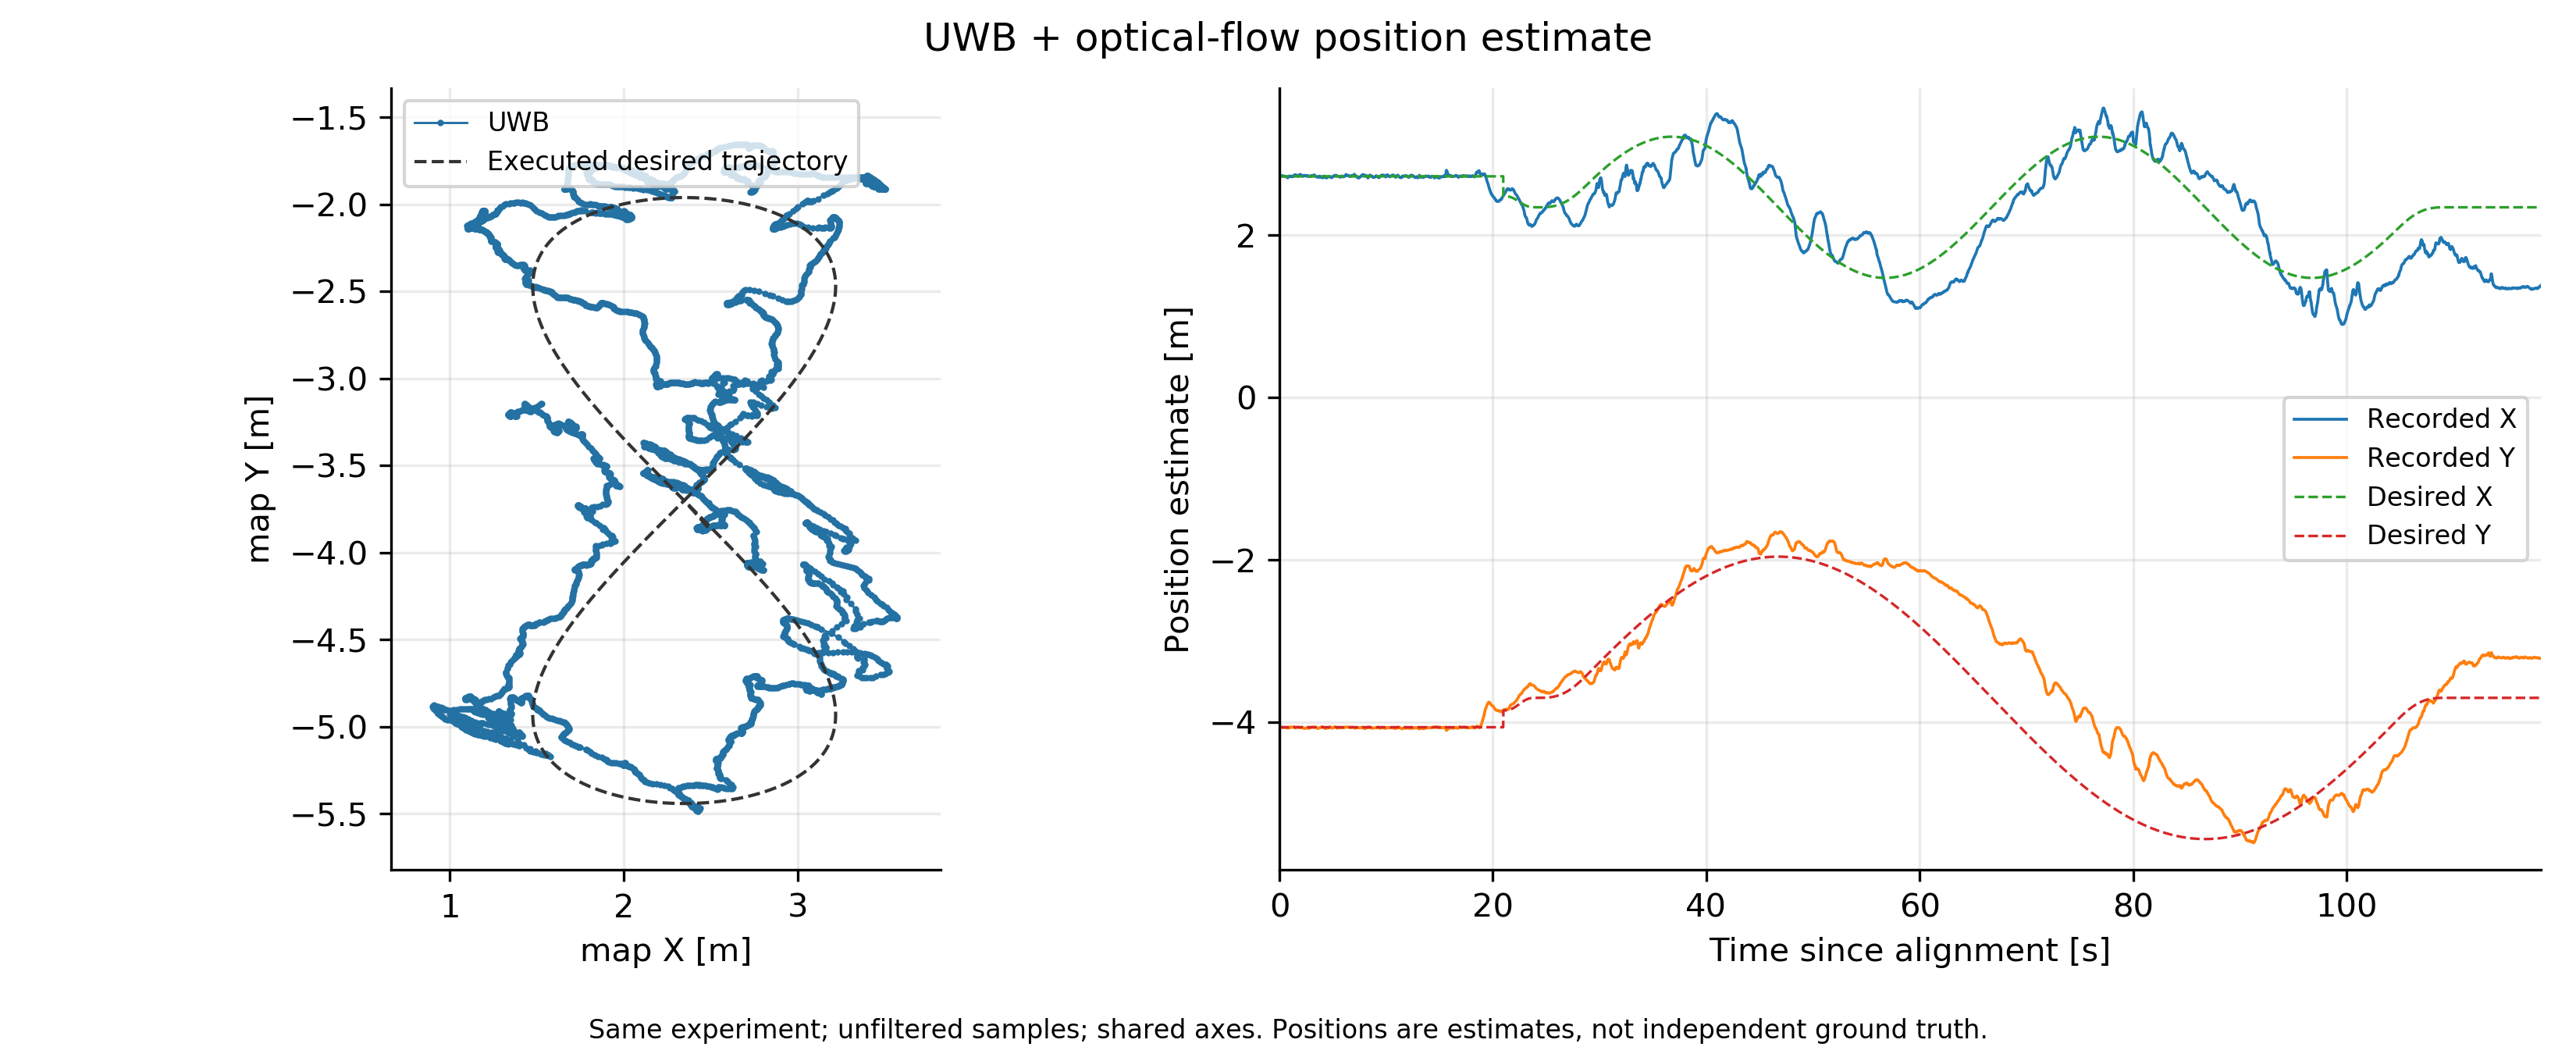 UWB + optical-flow position estimate
UWB
Executed desired trajectory
−1.5
−2.0
−2.5
−3.0
−3.5
−4.0
−4.5
−5.0
−5.5
map Y [m]
1
2
3
map X [m]
2
0
−2
−4
Position estimate [m]
Recorded X
Recorded Y
Desired X
Desired Y
0
20
40
60
80
100
Time since alignment [s]
Same experiment; unfiltered samples; shared axes. Positions are estimates, not independent ground truth.